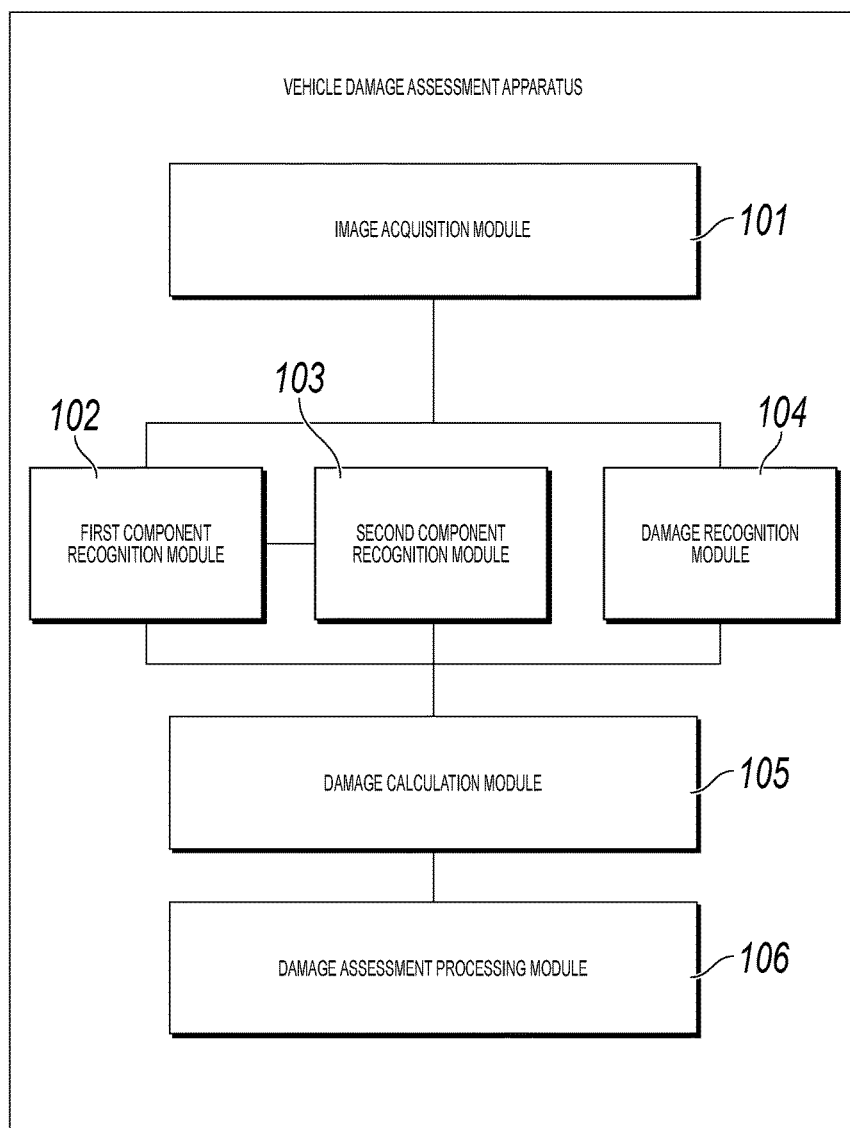 VEHICLE DAMAGE ASSESSMENT APPARATUS
IMAGE ACQUISITION MODULE
101
102
103
104
FIRST COMPONENT
RECOGNITION MODULE
SECOND COMPONENT
RECOGNITION MODULE
DAMAGE RECOGNITION
MODULE
DAMAGE CALCULATION MODULE
105
DAMAGE ASSESSMENT PROCESSING MODULE
106